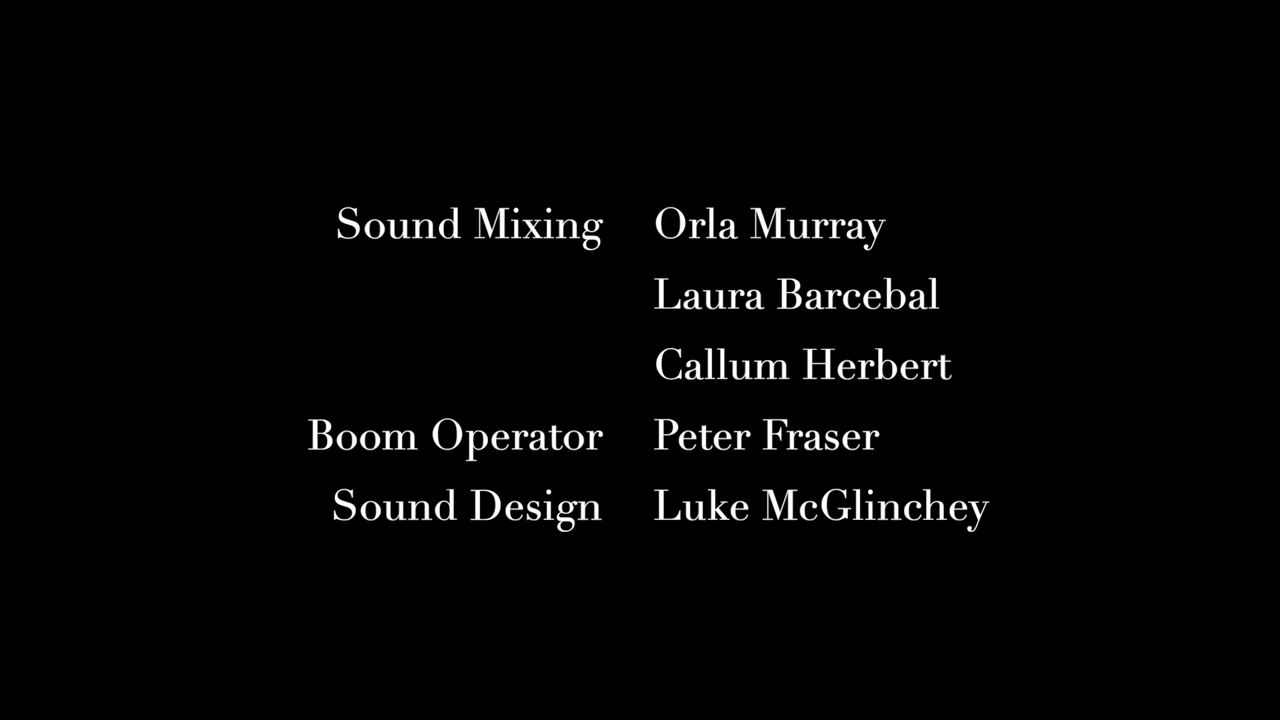 Sound Mixing Orla Murray
Laura Barcebal
Callum Herbert
Boom Operator Peter Fraser
Sound Design Luke McGlinchey